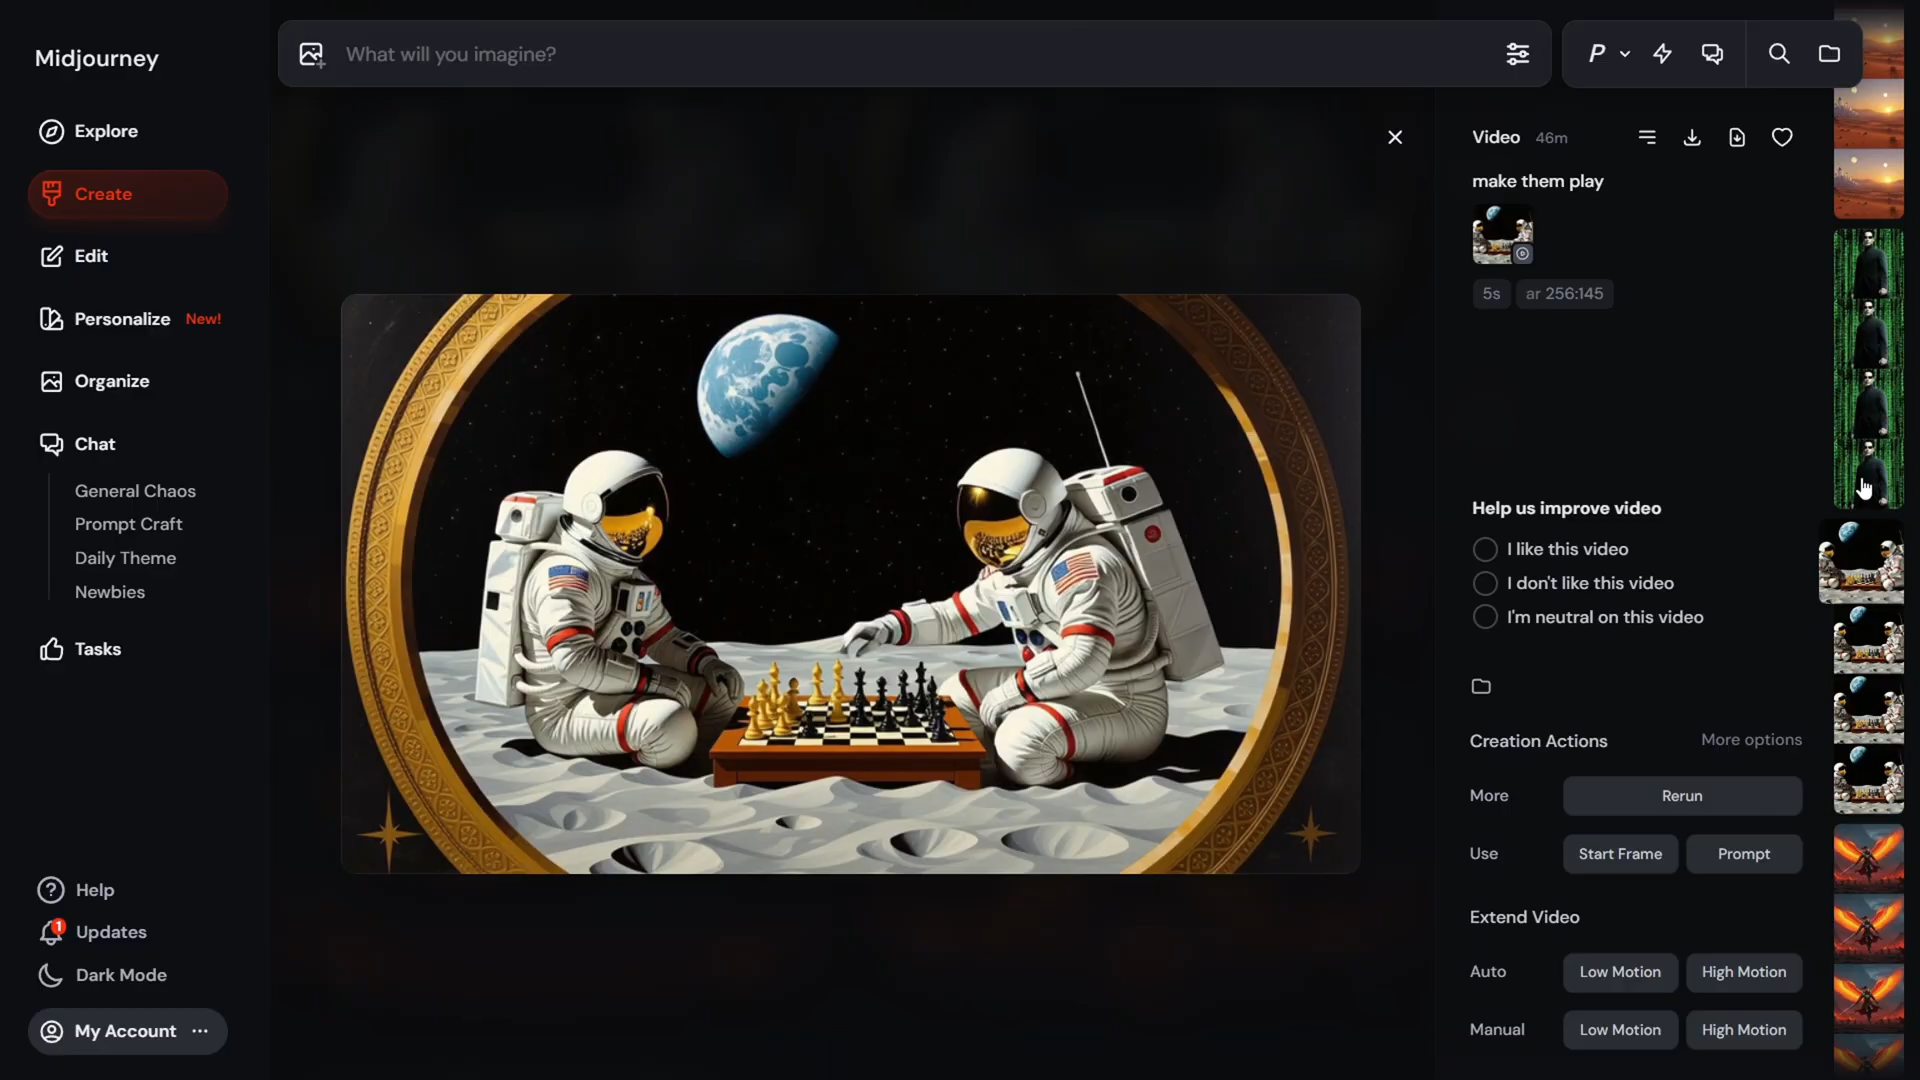 Midjourney
What will you imagine?
P
Explore
Create
Edit
Personalize New!
Organize
Chat
General Chaos
Prompt Craft
Daily Theme
Newbies
Tasks
Help
1
Updates
Dark Mode
My Account
Video 46m
make them play
5s ar 256:145
Help us improve video
I like this video
I don't like this video
I'm neutral on this video
Creation Actions More options
More Rerun
Use Start Frame Prompt
Extend Video
Auto Low Motion High Motion
Manual Low Motion High Motion